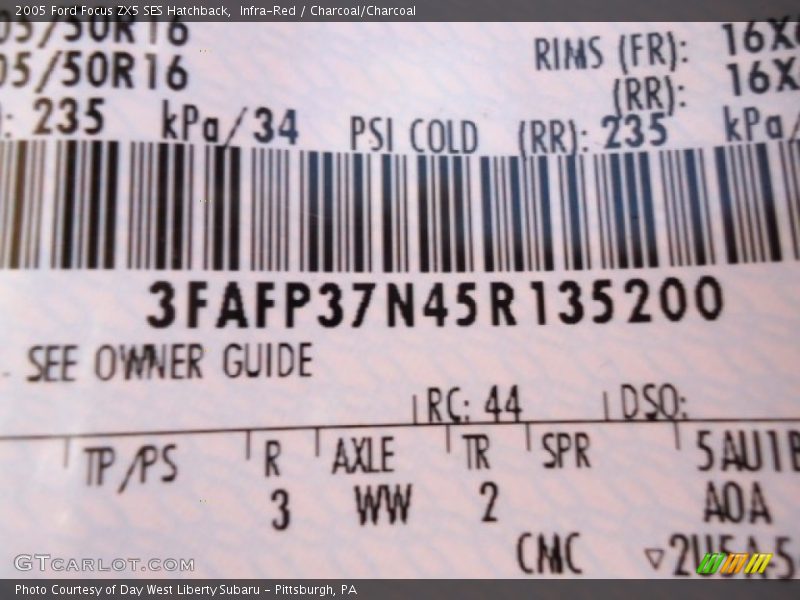 2005 Ford Focus ZX5 SES Hatchback,  Infra-Red / Charcoal/Charcoal
05/50R16
05/50R16
RIMS (FR): 16X
(RR): 16X
: 235 kPa/34 PSI COLD (RR): 235 kPa/
3FAFP37N45R135200
SEE OWNER GUIDE
RC: 44 DSO:
TP/PS R AXLE TR SPR 5AU1B
3 WW 2 A0A
CMC
GTCARLOT.COM
Photo Courtesy of Day West Liberty Subaru - Pittsburgh, PA